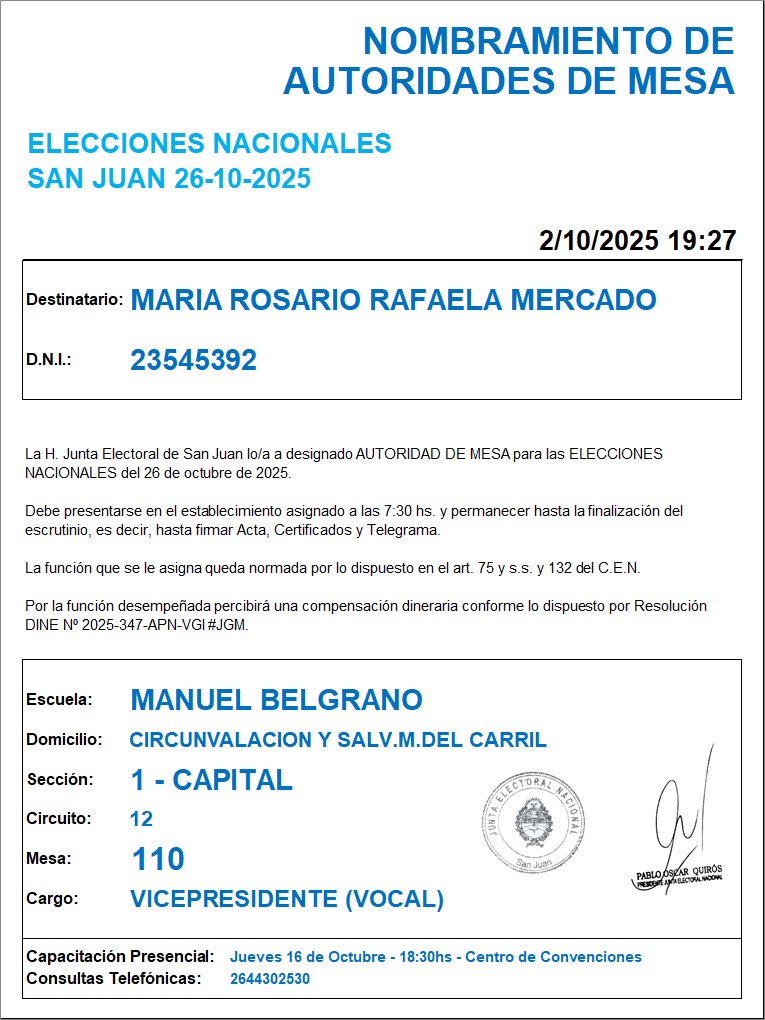 NOMBRAMIENTO DE
AUTORIDADES DE MESA
ELECCIONES NACIONALES
SAN JUAN 26-10-2025
2/10/2025 19:27
Destinatario: MARIA ROSARIO RAFAELA MERCADO
D.N.I.: 23545392
La H. Junta Electoral de San Juan lo/a a designado AUTORIDAD DE MESA para las ELECCIONES
NACIONALES del 26 de octubre de 2025.
Debe presentarse en el establecimiento asignado a las 7:30 hs. y permanecer hasta la finalización del
escrutinio, es decir, hasta firmar Acta, Certificados y Telegrama.
La función que se le asigna queda normada por lo dispuesto en el art. 75 y s.s. y 132 del C.E.N.
Por la función desempeñada percibirá una compensación dineraria conforme lo dispuesto por Resolución
DINE Nº 2025-347-APN-VGI#JGM.
Escuela: MANUEL BELGRANO
Domicilio: CIRCUNVALACION Y SALV.M.DEL CARRIL
Sección: 1 - CAPITAL
Circuito: 12
Mesa: 110
Cargo: VICEPRESIDENTE (VOCAL)
JUNTA ELECTORAL NACIONAL
San Juan
PABLO OSCAR QUIRÓS
PRESIDENTE JUNTA ELECTORAL NACIONAL
Capacitación Presencial: Jueves 16 de Octubre - 18:30hs - Centro de Convenciones
Consultas Telefónicas: 2644302530